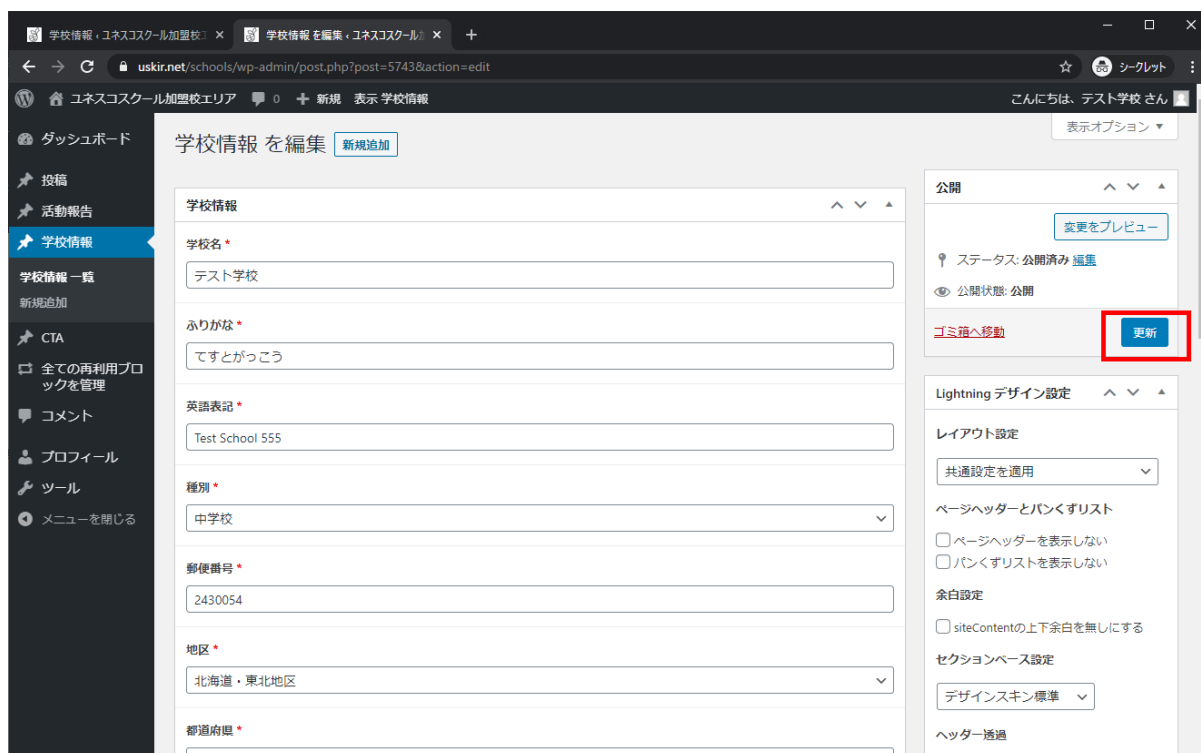 学校情報 ‹ ユネスコスクール加盟校エ
学校情報 を編集 ‹ ユネスコスクール加
uskir.net/schools/wp-admin/post.php?post=5743&action=edit
シークレット
ユネスコスクール加盟校エリア 0 新規 表示 学校情報
こんにちは、テスト学校 さん
ダッシュボード
投稿
活動報告
学校情報
学校情報 一覧
新規追加
CTA
全ての再利用ブロ
ックを管理
コメント
プロフィール
ツール
メニューを閉じる
表示オプション ▼
学校情報 を編集 新規追加
学校情報
学校名 *
テスト学校
ふりがな *
てすとがっこう
英語表記 *
Test School 555
種別 *
中学校
郵便番号 *
2430054
地区 *
北海道・東北地区
都道府県 *
公開
変更をプレビュー
ステータス: 公開済み 編集
公開状態: 公開
ゴミ箱へ移動
更新
Lightning デザイン設定
レイアウト設定
共通設定を適用
ページヘッダーとパンくずリスト
ページヘッダーを表示しない
パンくずリストを表示しない
余白設定
siteContentの上下余白を無しにする
セクションベース設定
デザインスキン標準
ヘッダー透過